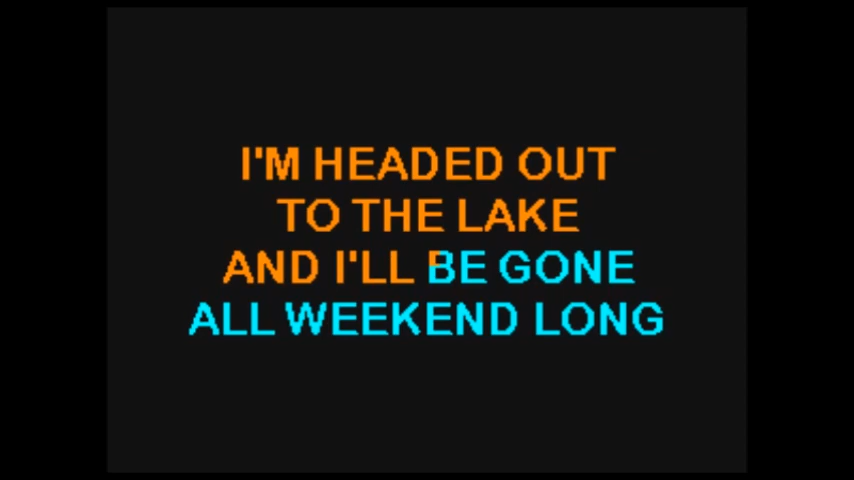 I'M HEADED OUT
TO THE LAKE
AND I'LL BE GONE
ALL WEEKEND LONG